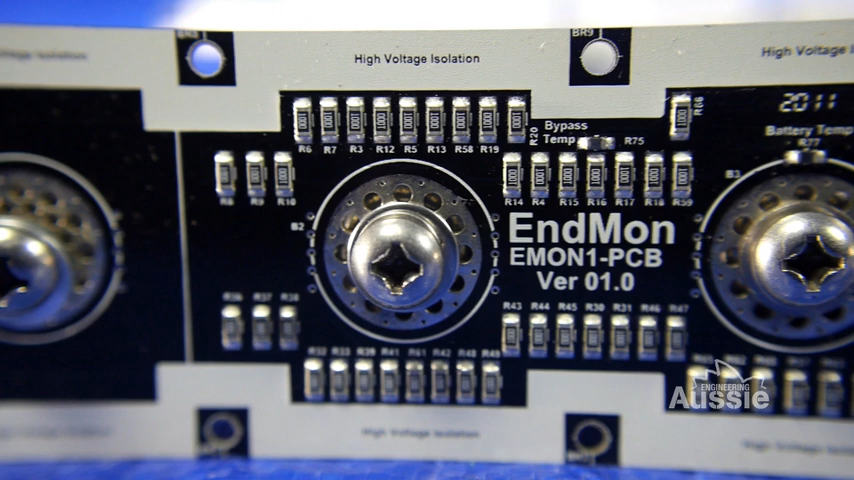 BR8
BR9
High Voltage Isolation
High Voltage
2011
R66
Battery Temp
R77
Bypass
Temp
R20
R75
R6 R7 R3 R12 R5 R13 R58 R19
R8 R9 R10
R14 R4 R15 R16 R17 R18 R59
B2
B3
EndMon
EMON1-PCB
Ver 01.0
R36 R37 R38
R43 R44 R45 R30 R31 R46 R47
R32 R33 R39 R41 R61 R42 R48 R49
High Voltage Isolation
ENGINEERING
Aussie